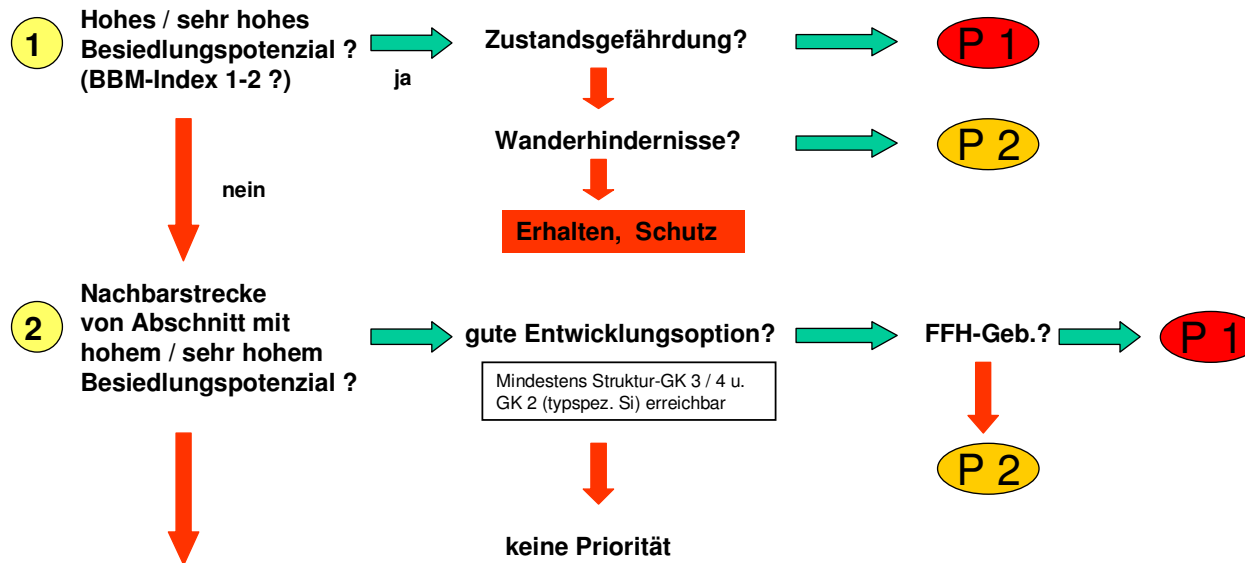 1
Hohes / sehr hohes
Besiedlungspotenzial ?
(BBM-Index 1-2 ?)
ja
Zustandsgefährdung?
P 1
Wanderhindernisse?
P 2
nein
Erhalten, Schutz
2
Nachbarstrecke
von Abschnitt mit
hohem / sehr hohem
Besiedlungspotenzial ?
gute Entwicklungsoption?
FFH-Geb.?
P 1
Mindestens Struktur-GK 3 / 4 u.
GK 2 (typspez. Si) erreichbar
P 2
keine Priorität